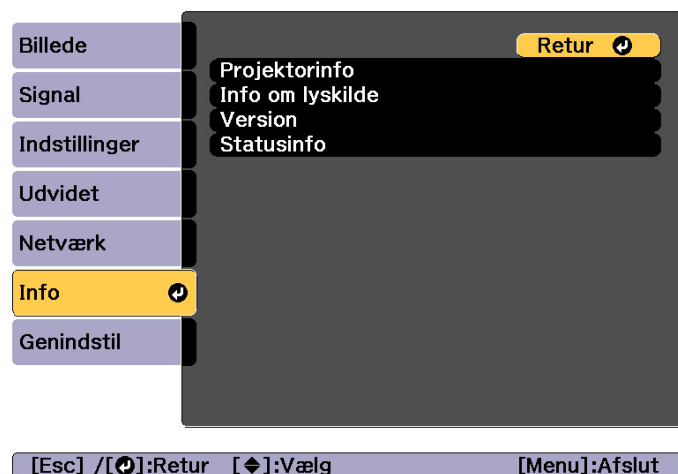 Billede
Signal
Indstillinger
Udvidet
Netværk
Info
Genindstil
Retur
Projektorinfo
Info om lyskilde
Version
Statusinfo
[Esc] /[⏎]:Retur [◆]:Vælg [Menu]:Afslut